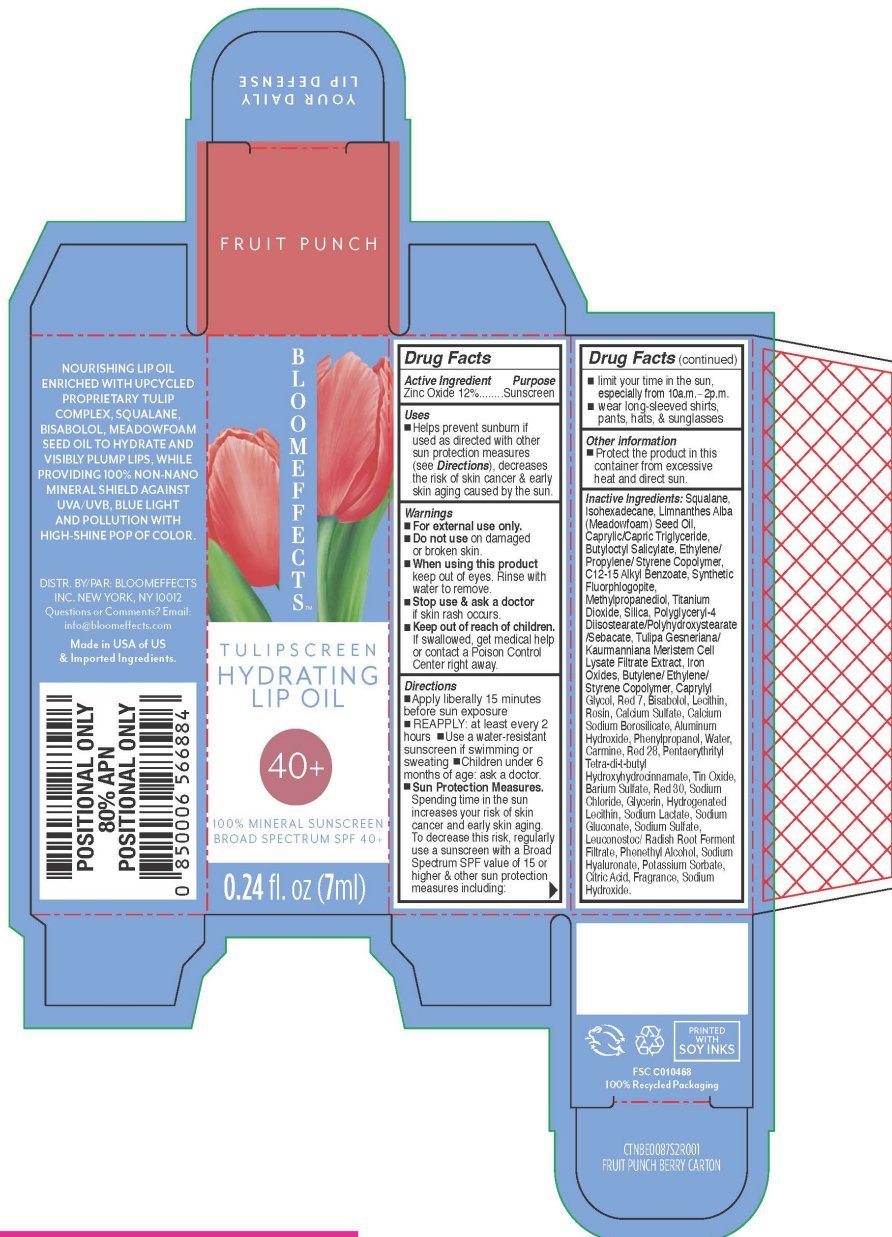 YOUR DAILY
LIP DEFENSE
FRUIT PUNCH
NOURISHING LIP OIL
ENRICHED WITH UPCYCLED
PROPRIETARY TULIP
COMPLEX, SQUALANE,
BISABOLOL, MEADOWFOAM
SEED OIL TO HYDRATE AND
VISIBLY PLUMP LIPS, WHILE
PROVIDING 100% NON-NANO
MINERAL SHIELD AGAINST
UVA/UVB, BLUE LIGHT
AND POLLUTION WITH
HIGH-SHINE POP OF COLOR.
DISTR. BY/PAR: BLOOMEFFECTS
INC. NEW YORK, NY 10012
Questions or Comments? Email:
info@bloomeffects.com
Made in USA of US
& Imported Ingredients.
POSITIONAL ONLY
80% APN
POSITIONAL ONLY
0 850006 566884
BLOOMEFFECTS™
TULIPSCREEN
HYDRATING
LIP OIL
40+
100% MINERAL SUNSCREEN
BROAD SPECTRUM SPF 40+
0.24 fl. oz (7ml)
Drug Facts
Active Ingredient Purpose
Zinc Oxide 12%........Sunscreen
Uses
■ Helps prevent sunburn if
used as directed with other
sun protection measures
(see Directions), decreases
the risk of skin cancer & early
skin aging caused by the sun.
Warnings
■ For external use only.
■ Do not use on damaged
or broken skin.
■ When using this product
keep out of eyes. Rinse with
water to remove.
■ Stop use & ask a doctor
if skin rash occurs.
■ Keep out of reach of children.
If swallowed, get medical help
or contact a Poison Control
Center right away.
Directions
■ Apply liberally 15 minutes
before sun exposure
■ REAPPLY: at least every 2
hours ■ Use a water-resistant
sunscreen if swimming or
sweating ■ Children under 6
months of age: ask a doctor.
■ Sun Protection Measures.
Spending time in the sun
increases your risk of skin
cancer and early skin aging.
To decrease this risk, regularly
use a sunscreen with a Broad
Spectrum SPF value of 15 or
higher & other sun protection
measures including:
Drug Facts (continued)
■ limit your time in the sun,
especially from 10a.m.–2p.m.
■ wear long-sleeved shirts,
pants, hats, & sunglasses
Other information
■ Protect the product in this
container from excessive
heat and direct sun.
Inactive Ingredients: Squalane,
Isohexadecane, Limnanthes Alba
(Meadowfoam) Seed Oil,
Caprylic/Capric Triglyceride,
Butyloctyl Salicylate, Ethylene/
Propylene/ Styrene Copolymer,
C12-15 Alkyl Benzoate, Synthetic
Fluorphlogopite,
Methylpropanediol, Titanium
Dioxide, Silica, Polyglyceryl-4
Diisostearate/Polyhydroxystearate
/Sebacate, Tulipa Gesneriana/
Kaurmanniana Meristem Cell
Lysate Filtrate Extract, Iron
Oxides, Butylene/ Ethylene/
Styrene Copolymer, Caprylyl
Glycol, Red 7, Bisabolol, Lecithin,
Rosin, Calcium Sulfate, Calcium
Sodium Borosilicate, Aluminum
Hydroxide, Phenylpropanol, Water,
Carmine, Red 28, Pentaerythrityl
Tetra-di-t-butyl
Hydroxyhydrocinnamate, Tin Oxide,
Barium Sulfate, Red 30, Sodium
Chloride, Glycerin, Hydrogenated
Lecithin, Sodium Lactate, Sodium
Gluconate, Sodium Sulfate,
Leuconostoc/ Radish Root Ferment
Filtrate, Phenethyl Alcohol, Sodium
Hyaluronate, Potassium Sorbate,
Citric Acid, Fragrance, Sodium
Hydroxide.
PRINTED
WITH
SOY INKS
FSC C010468
100% Recycled Packaging
CTNBE0087S2R001
FRUIT PUNCH BERRY CARTON